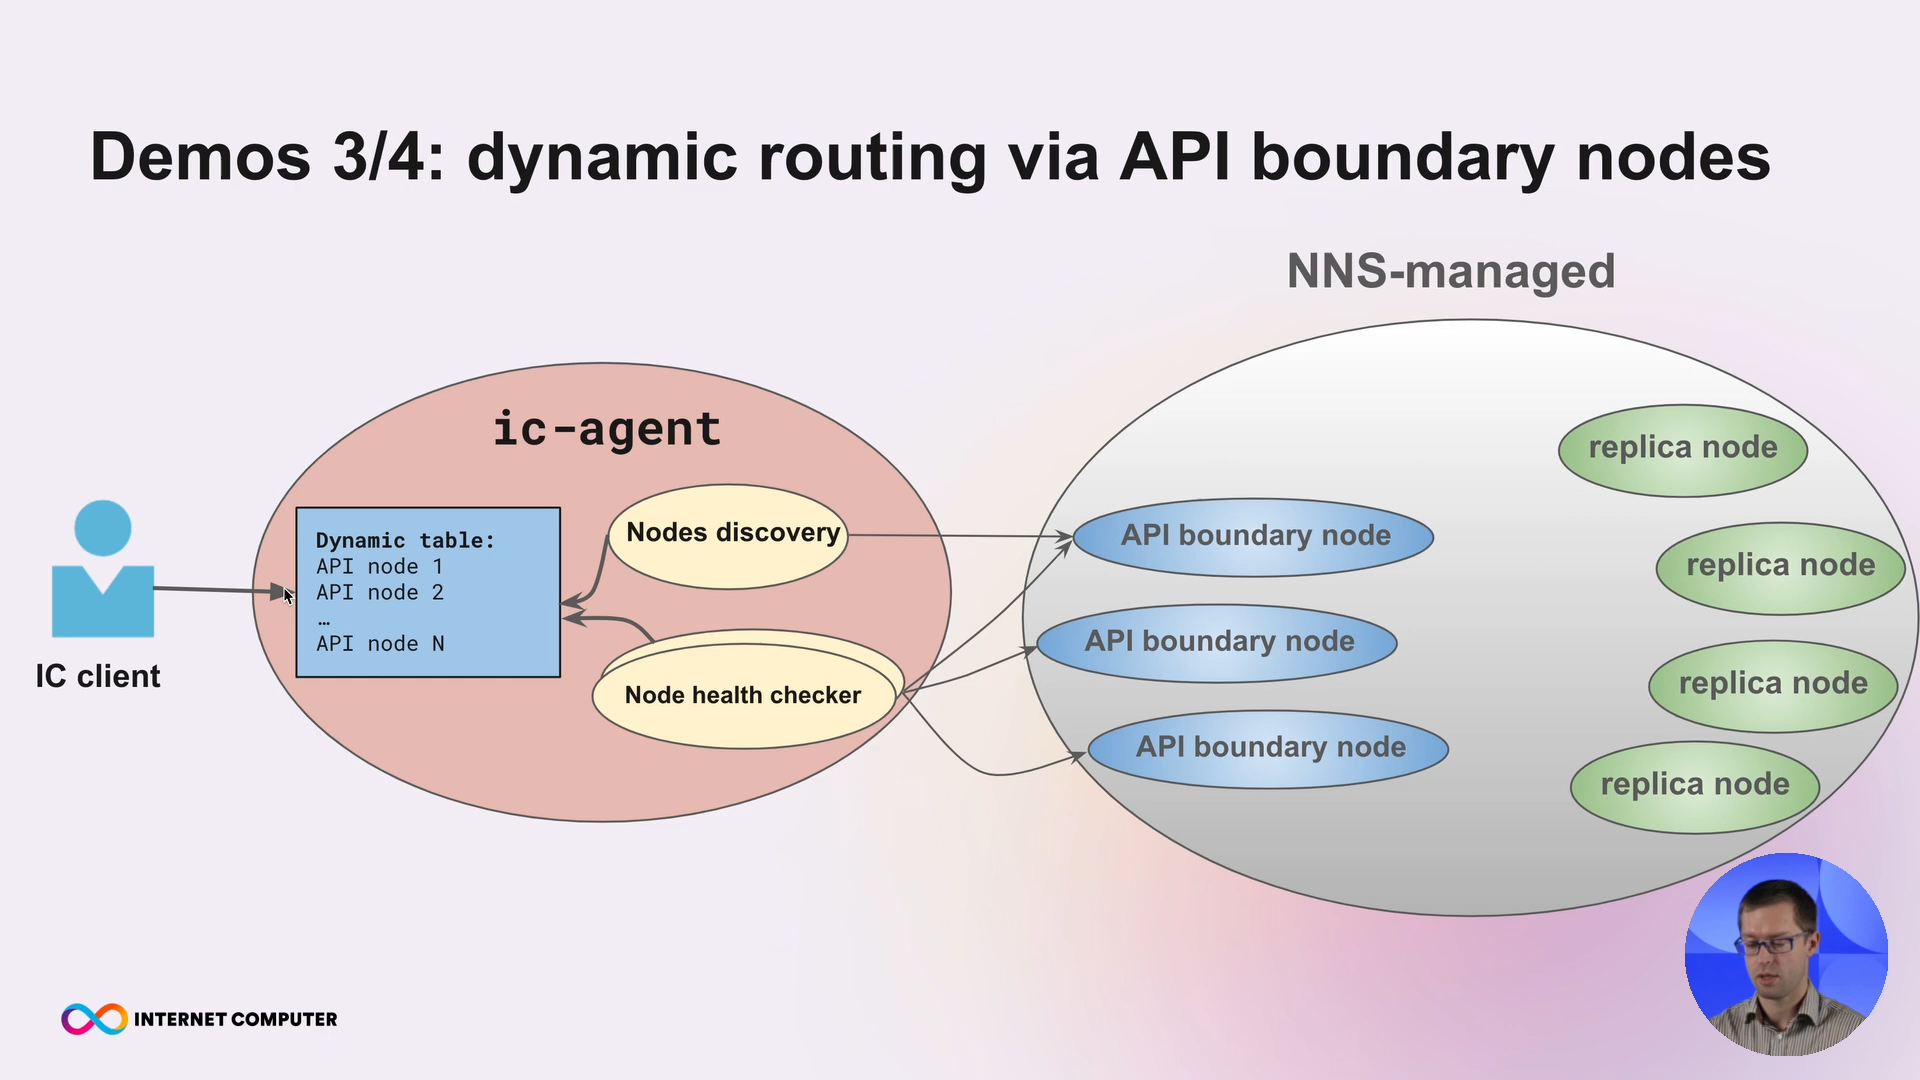 Demos 3/4: dynamic routing via API boundary nodes
NNS-managed
ic-agent
Dynamic table:
API node 1
API node 2
…
API node N
Nodes discovery
Node health checker
IC client
API boundary node
API boundary node
API boundary node
replica node
replica node
replica node
replica node
INTERNET COMPUTER